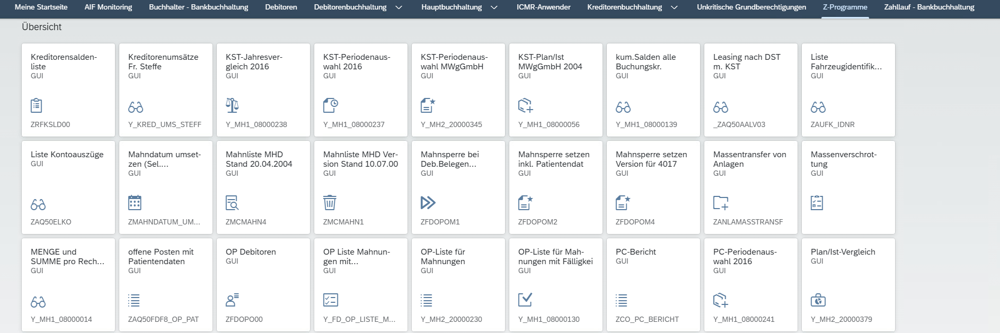 Meine Startseite
AIF Monitoring
Buchhalter - Bankbuchhaltung
Debitoren
Debitorenbuchhaltung
Hauptbuchhaltung
ICMR-Anwender
Kreditorenbuchhaltung
Unkritische Grundberechtigungen
Z-Programme
Zahllauf - Bankbuchhaltung
Übersicht
Kreditorensalden-
liste
GUI
ZRFKSLD00
Kreditorenumsätze
Fr. Steffe
GUI
Y_KRED_UMS_STEFF
KST-Jahresver-
gleich 2016
GUI
Y_MH1_08000238
KST-Periodenaus-
wahl 2016
GUI
Y_MH1_08000237
KST-Periodenaus-
wahl MWgGmbH
GUI
Y_MH2_20000345
KST-Plan/Ist
MWgGmbH 2004
GUI
Y_MH1_08000056
kum.Salden alle
Buchungskr.
GUI
Y_MH1_08000139
Leasing nach DST
m. KST
GUI
_ZAQ50AALV03
Liste
Fahrzeugidentifik...
GUI
ZAUFK_IDNR
Liste Kontoauszüge
GUI
ZAQ50ELKO
Mahndatum umset-
zen (Sel....
GUI
ZMAHNDATUM_UM...
Mahnliste MHD
Stand 20.04.2004
GUI
ZMCMAHN4
Mahnliste MHD Ver-
sion Stand 10.07.00
GUI
ZMCMAHN1
Mahnsperre bei
Deb.Belegen...
GUI
ZFDOPOM1
Mahnsperre setzen
inkl. Patientendat
GUI
ZFDOPOM2
Mahnsperre setzen
Version für 4017
GUI
ZFDOPOM4
Massentransfer von
Anlagen
GUI
ZANLAMASSTRANSF
Massenverschrot-
tung
GUI
MENGE und
SUMME pro Rech...
GUI
Y_MH1_08000014
offene Posten mit
Patientendaten
GUI
ZAQ50FDF8_OP_PAT
OP Debitoren
GUI
ZFDOPO00
OP Liste Mahnun-
gen mit...
GUI
Y_FD_OP_LISTE_M...
OP-Liste für
Mahnungen
GUI
Y_MH2_20000230
OP-Liste für Mah-
nungen mit Fälligkei
GUI
Y_MH1_08000130
PC-Bericht
GUI
ZCO_PC_BERICHT
PC-Periodenaus-
wahl 2016
GUI
Y_MH1_08000241
Plan/Ist-Vergleich
GUI
Y_MH2_20000379